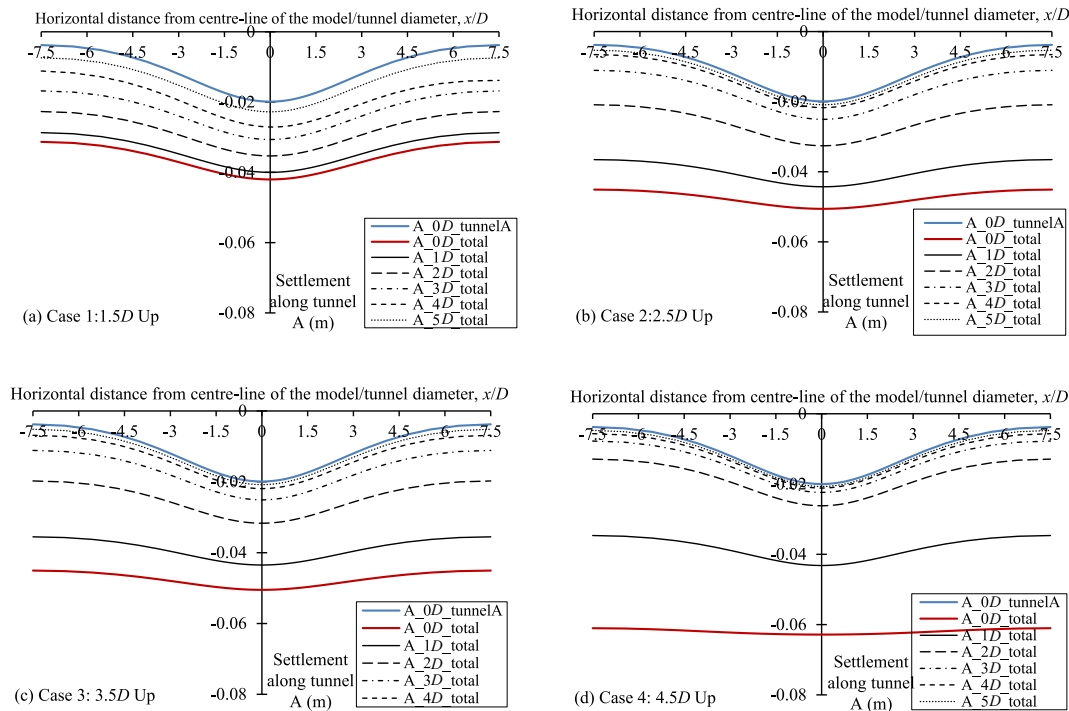 Horizontal distance from centre-line of the model/tunnel diameter, x/D
0
-7.5 -6 -4.5 -3 -1.5 0 1.5 3 4.5 6 7.5
-0.02
-0.04
-0.06
-0.08
Settlement
along tunnel
A (m)
A_0D_tunnelA
A_0D_total
A_1D_total
A_2D_total
A_3D_total
A_4D_total
A_5D_total
(a) Case 1:1.5D Up
Horizontal distance from centre-line of the model/tunnel diameter, x/D
0
-7.5 -6 -4.5 -3 -1.5 0 1.5 3 4.5 6 7.5
-0.02
-0.04
-0.06
-0.08
Settlement
along tunnel
A (m)
A_0D_tunnelA
A_0D_total
A_1D_total
A_2D_total
A_3D_total
A_4D_total
A_5D_total
(b) Case 2:2.5D Up
Horizontal distance from centre-line of the model/tunnel diameter, x/D
0
-7.5 -6 -4.5 -3 -1.5 0 1.5 3 4.5 6 7.5
-0.02
-0.04
-0.06
-0.08
Settlement
along tunnel
A (m)
A_0D_tunnelA
A_0D_total
A_1D_total
A_2D_total
A_3D_total
A_4D_total
(c) Case 3: 3.5D Up
Horizontal distance from centre-line of the model/tunnel diameter, x/D
0
-7.5 -6 -4.5 -3 -1.5 0 1.5 3 4.5 6 7.5
-0.02
-0.04
-0.06
-0.08
Settlement
along tunnel
A (m)
A_0D_tunnelA
A_0D_total
A_1D_total
A_2D_total
A_3D_total
A_4D_total
A_5D_total
(d) Case 4: 4.5D Up